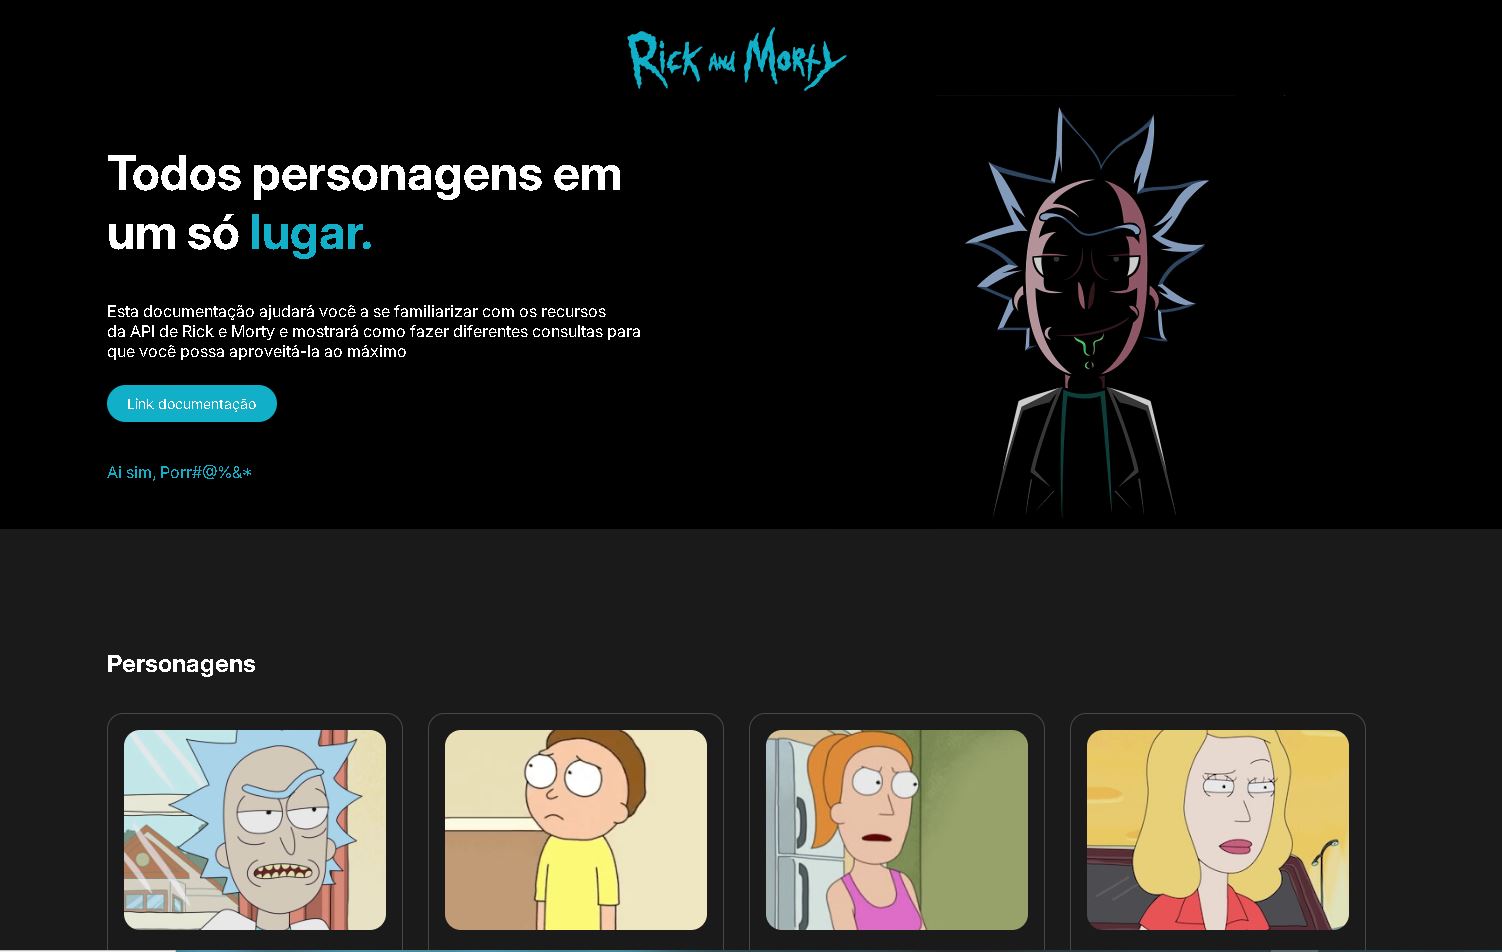 Rick and Morty
Todos personagens em
um só lugar.
Esta documentação ajudará você a se familiarizar com os recursos
da API de Rick e Morty e mostrará como fazer diferentes consultas para
que você possa aproveitá-la ao máximo
Link documentação
Ai sim, Porr#@%&*
Personagens